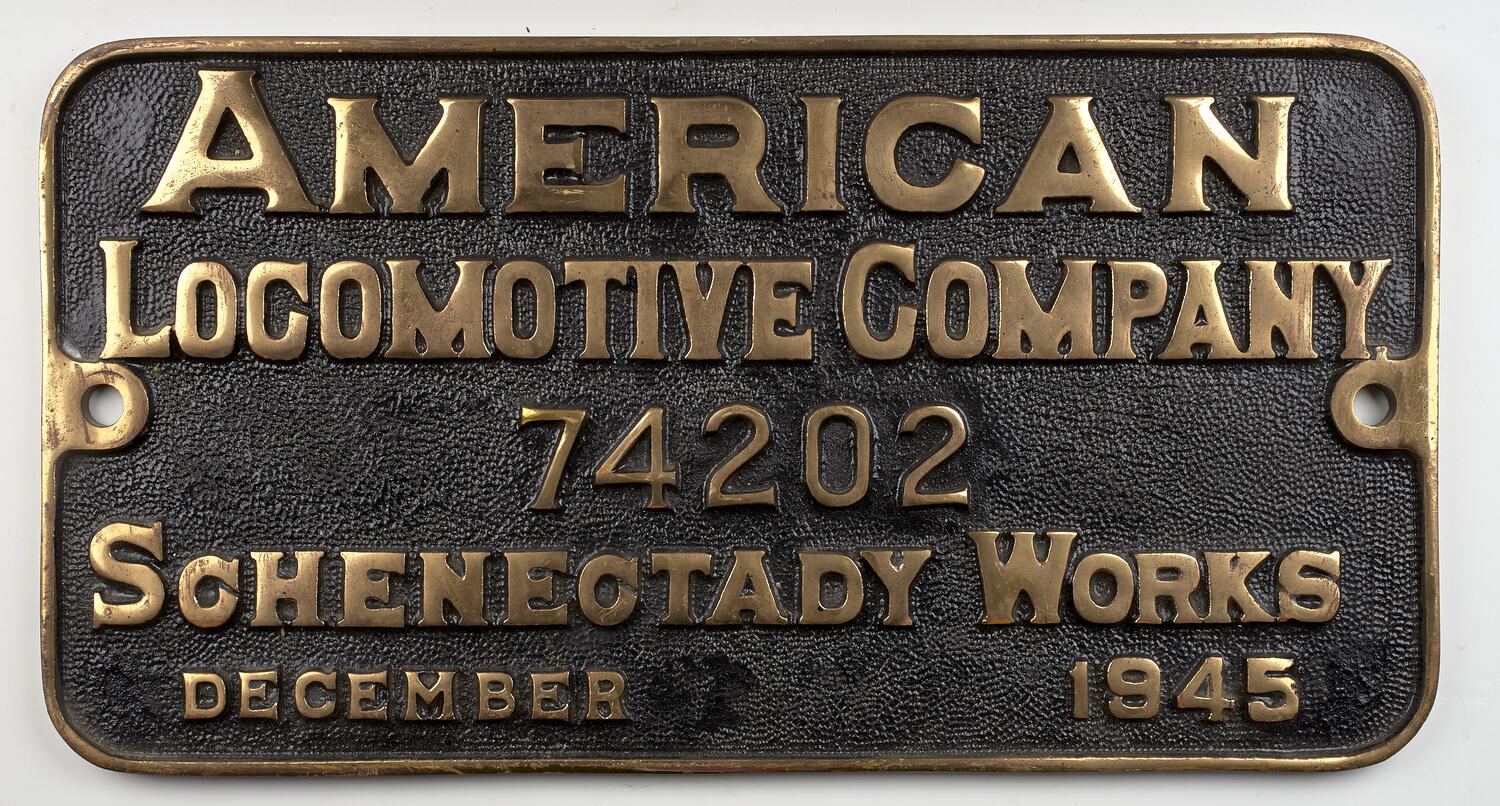 AMERICAN
LOCOMOTIVE COMPANY
74202
SCHENECTADY WORKS
DECEMBER 1945